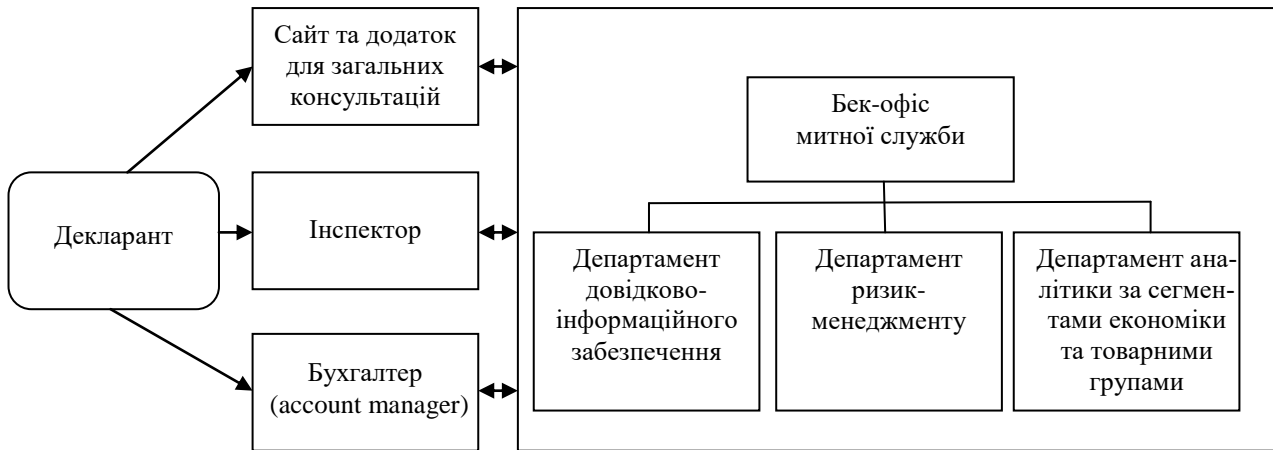 Сайт та додаток
для загальних
консультацій
Бек-офіс
митної служби
Декларант
Інспектор
Департамент
довідково-
інформаційного
забезпечення
Департамент
ризик-
менеджменту
Департамент ана-
літики за сегмен-
тами економіки
та товарними
групами
Бухгалтер
(account manager)